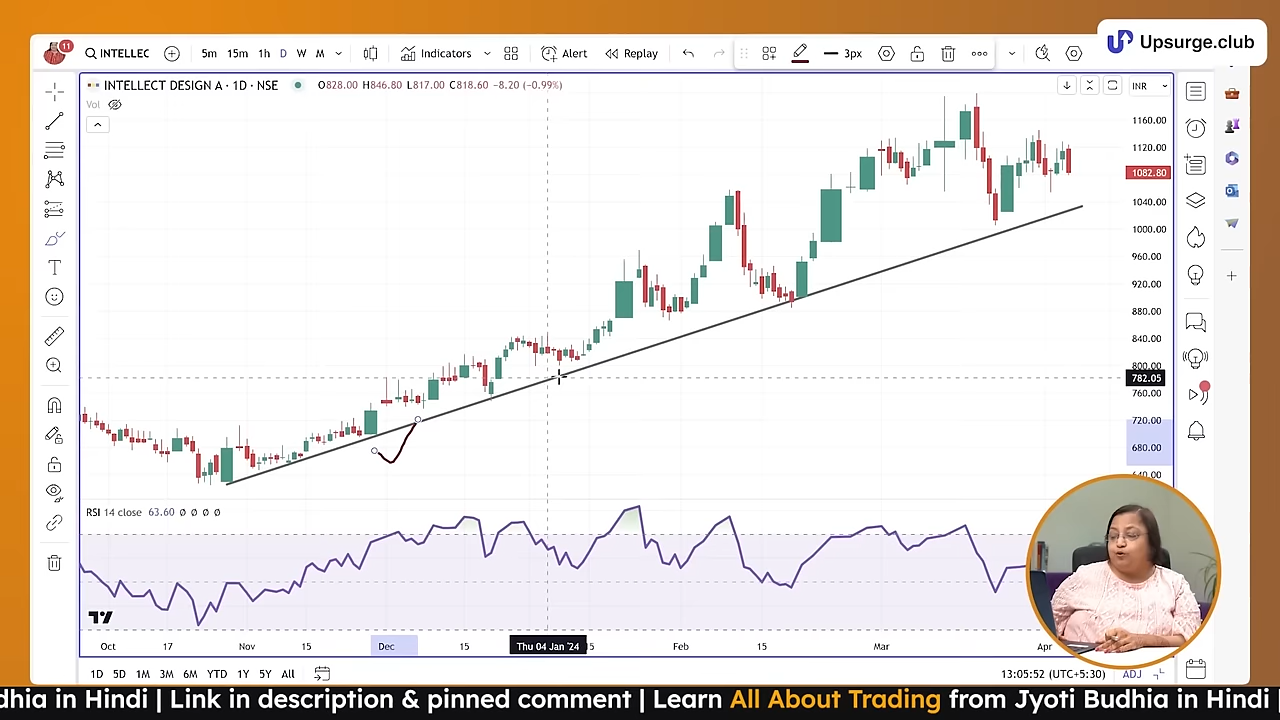 Upsurge.club
11
INTELLEC
5m 15m 1h D W M
Indicators
Alert
Replay
3px
INTELLECT DESIGN A · 1D · NSE
O828.00 H846.80 L817.00 C818.60 −8.20 (−0.99%)
INR
Vol
1160.00
1120.00
1082.80
1040.00
1000.00
960.00
920.00
880.00
840.00
800.00
782.05
760.00
720.00
680.00
640.00
RSI 14 close 63.60 Ø Ø Ø Ø
Oct 17 Nov 15 Dec 15 Thu 04 Jan '24 15 Feb 15 Mar Apr
1D 5D 1M 3M 6M YTD 1Y 5Y All
13:05:52 (UTC+5:30) ADJ
dhia in Hindi | Link in description & pinned comment | Learn All About Trading from Jyoti Budhia in Hindi |